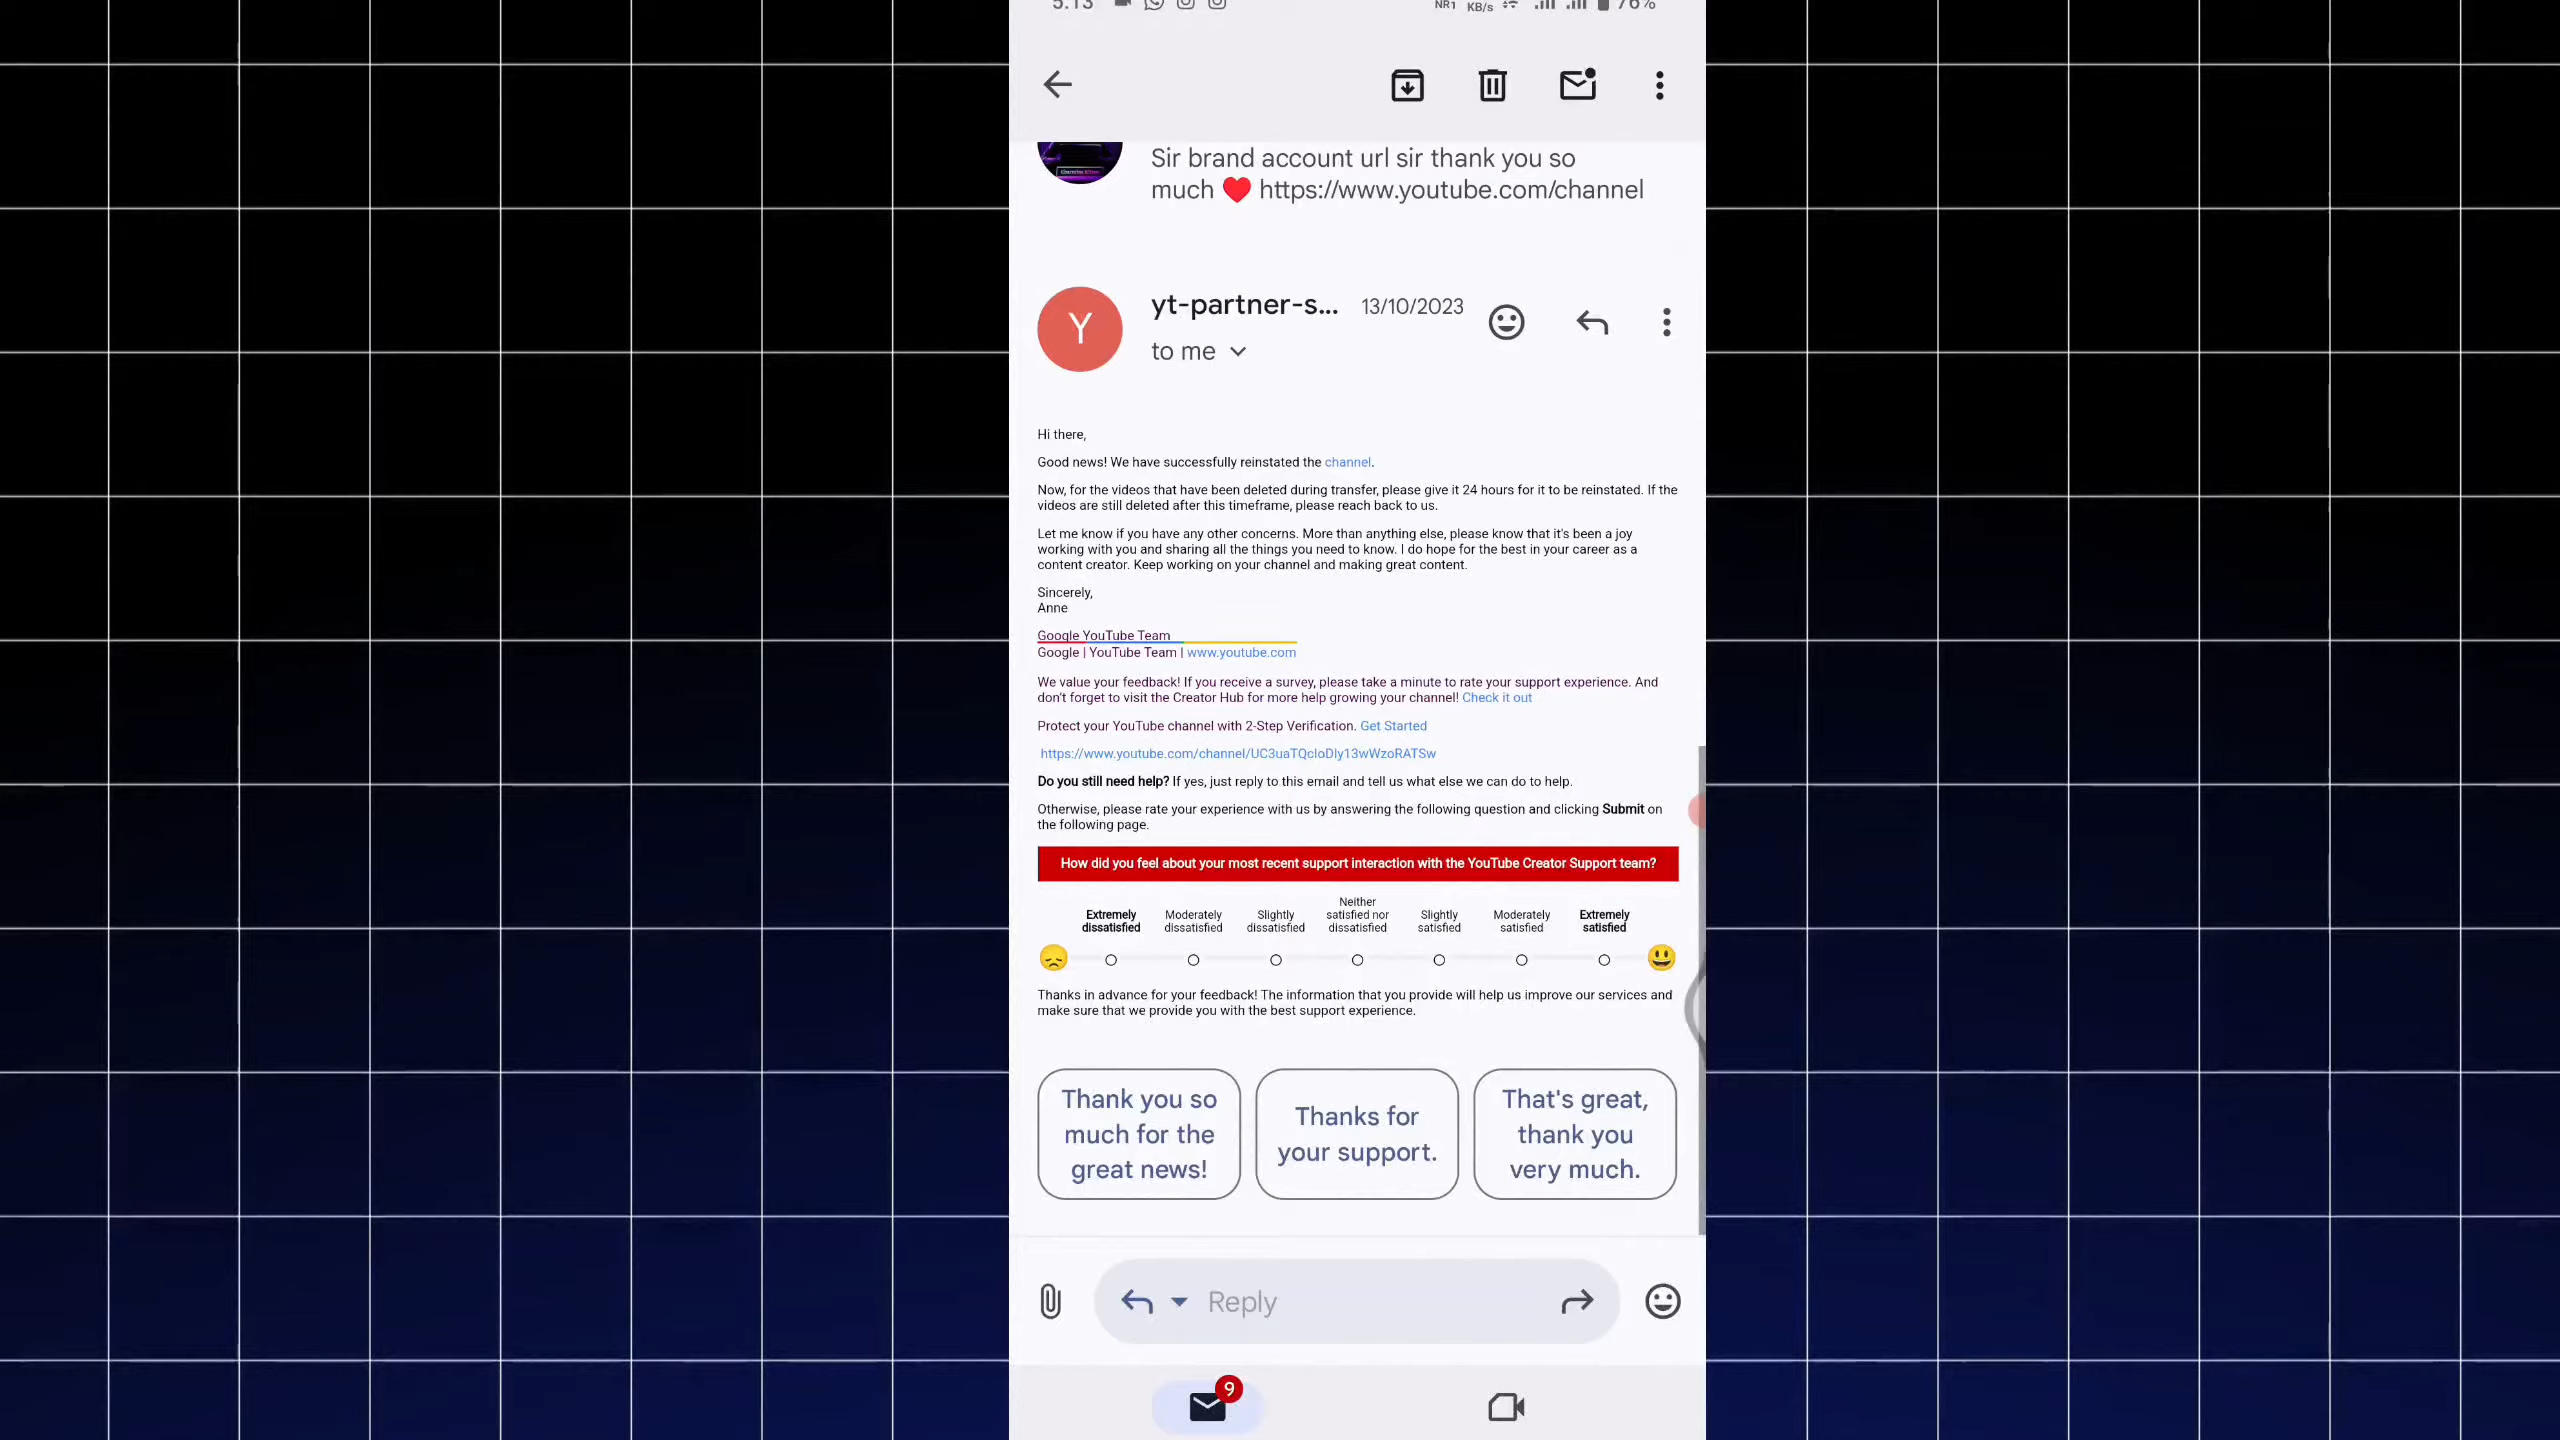 5.13
NR1 KB/s 76%
Sir brand account url sir thank you so
much ❤️ https://www.youtube.com/channel
Y
yt-partner-s... 13/10/2023
to me
Hi there,
Good news! We have successfully reinstated the channel.
Now, for the videos that have been deleted during transfer, please give it 24 hours for it to be reinstated. If the
videos are still deleted after this timeframe, please reach back to us.
Let me know if you have any other concerns. More than anything else, please know that it's been a joy
working with you and sharing all the things you need to know. I do hope for the best in your career as a
content creator. Keep working on your channel and making great content.
Sincerely,
Anne
Google YouTube Team
Google | YouTube Team | www.youtube.com
We value your feedback! If you receive a survey, please take a minute to rate your support experience. And
don't forget to visit the Creator Hub for more help growing your channel! Check it out
Protect your YouTube channel with 2-Step Verification. Get Started
https://www.youtube.com/channel/UC3uaTQcIoDly13wWzoRATSw
Do you still need help? If yes, just reply to this email and tell us what else we can do to help.
Otherwise, please rate your experience with us by answering the following question and clicking Submit on
the following page.
How did you feel about your most recent support interaction with the YouTube Creator Support team?
Extremely dissatisfied
Moderately dissatisfied
Slightly dissatisfied
Neither satisfied nor dissatisfied
Slightly satisfied
Moderately satisfied
Extremely satisfied
Thanks in advance for your feedback! The information that you provide will help us improve our services and
make sure that we provide you with the best support experience.
Thank you so
much for the
great news!
Thanks for
your support.
That's great,
thank you
very much.
Reply
9